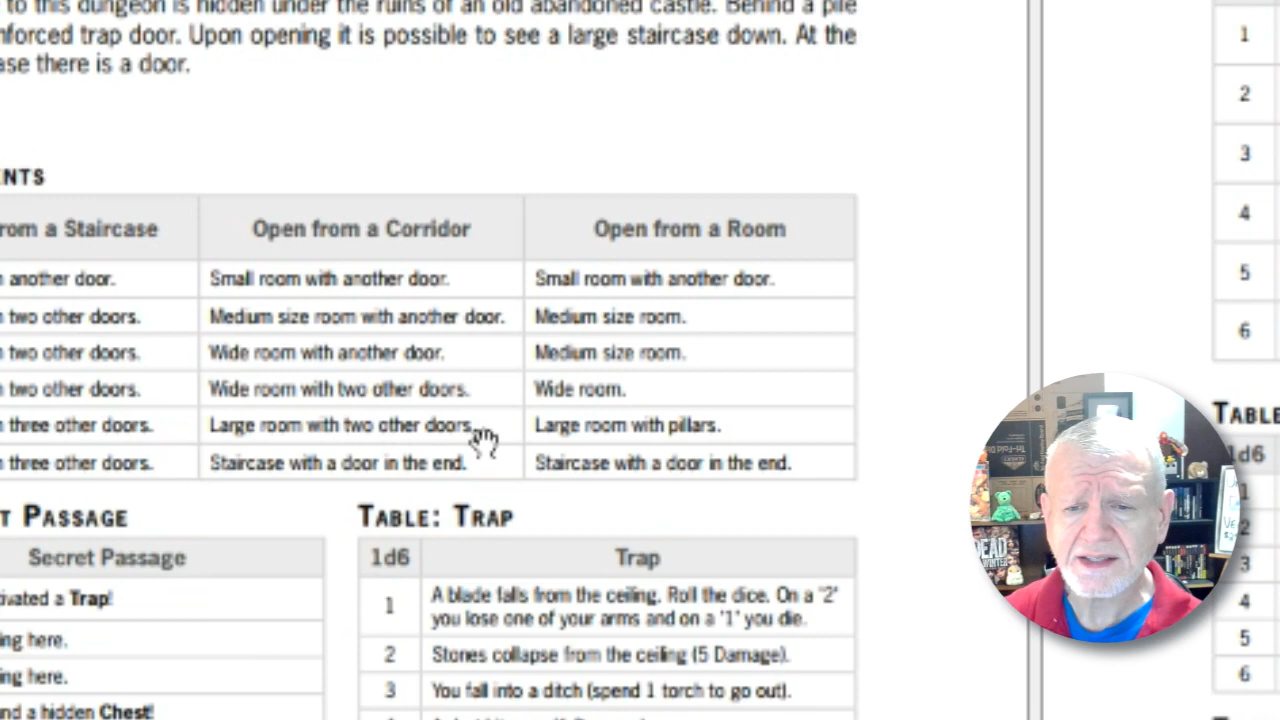 to this dungeon is hidden under the ruins of an old abandoned castle. Behind a pile
nforced trap door. Upon opening it is possible to see a large staircase down. At the
ase there is a door.
NTS
rom a Staircase Open from a Corridor Open from a Room
another door. Small room with another door. Small room with another door.
two other doors. Medium size room with another door. Medium size room.
two other doors. Wide room with another door. Medium size room.
two other doors. Wide room with two other doors. Wide room.
three other doors. Large room with two other doors. Large room with pillars.
three other doors. Staircase with a door in the end. Staircase with a door in the end.
T PASSAGE
Secret Passage
ivated a Trap!
ing here.
ing here.
nd a hidden Chest!
TABLE: TRAP
1d6 Trap
1 A blade falls from the ceiling. Roll the dice. On a '2'
you lose one of your arms and on a '1' you die.
2 Stones collapse from the ceiling (5 Damage).
3 You fall into a ditch (spend 1 torch to go out).
1
2
3
4
5
6
TABLE
1d6
1
2
3
4
5
6
DEAD
WINTER